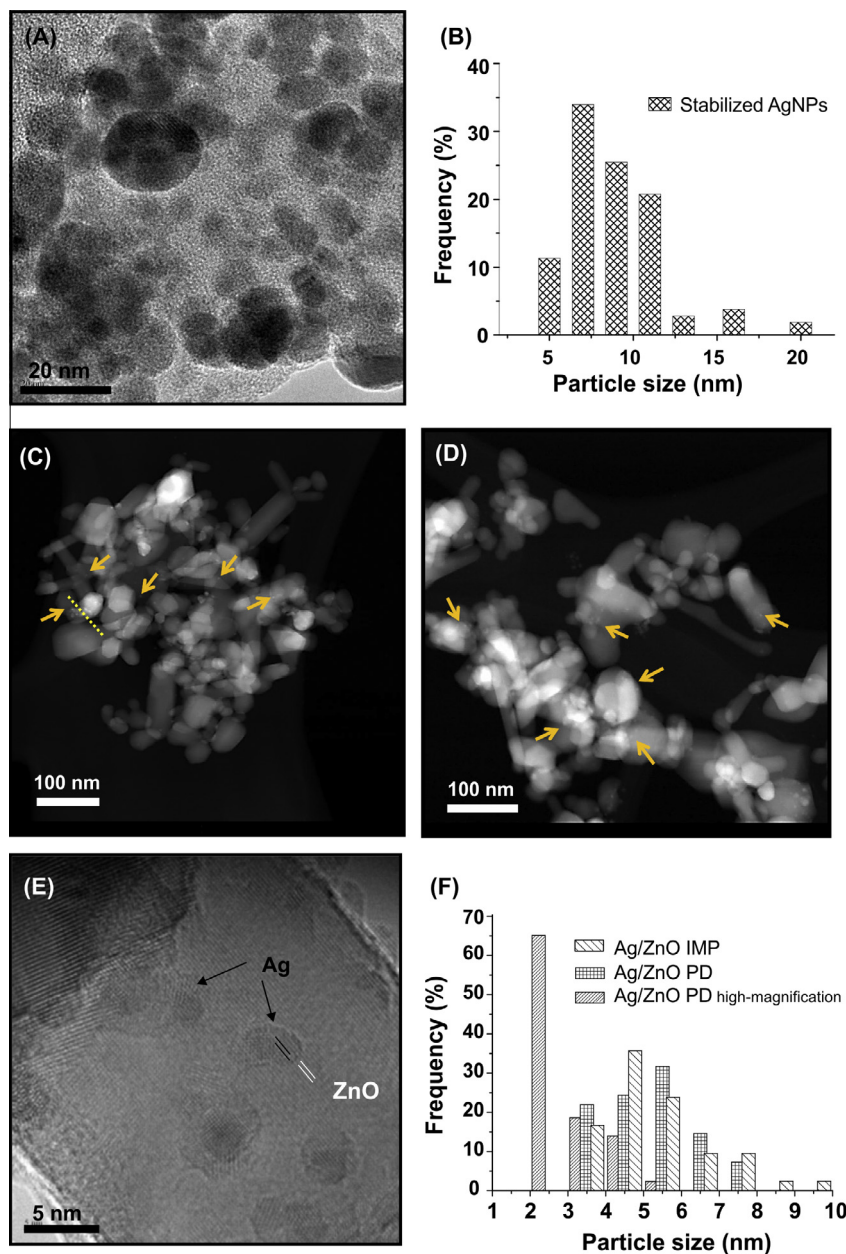 (A)
20 nm
(B)
Frequency (%)
40
30
20
10
0
Stabilized AgNPs
5
10
15
20
Particle size (nm)
(C)
100 nm
(D)
100 nm
(E)
Ag
ZnO
5 nm
(F)
Frequency (%)
70
60
50
40
30
20
10
0
Ag/ZnO IMP
Ag/ZnO PD
Ag/ZnO PD high-magnification
1 2 3 4 5 6 7 8 9 10
Particle size (nm)